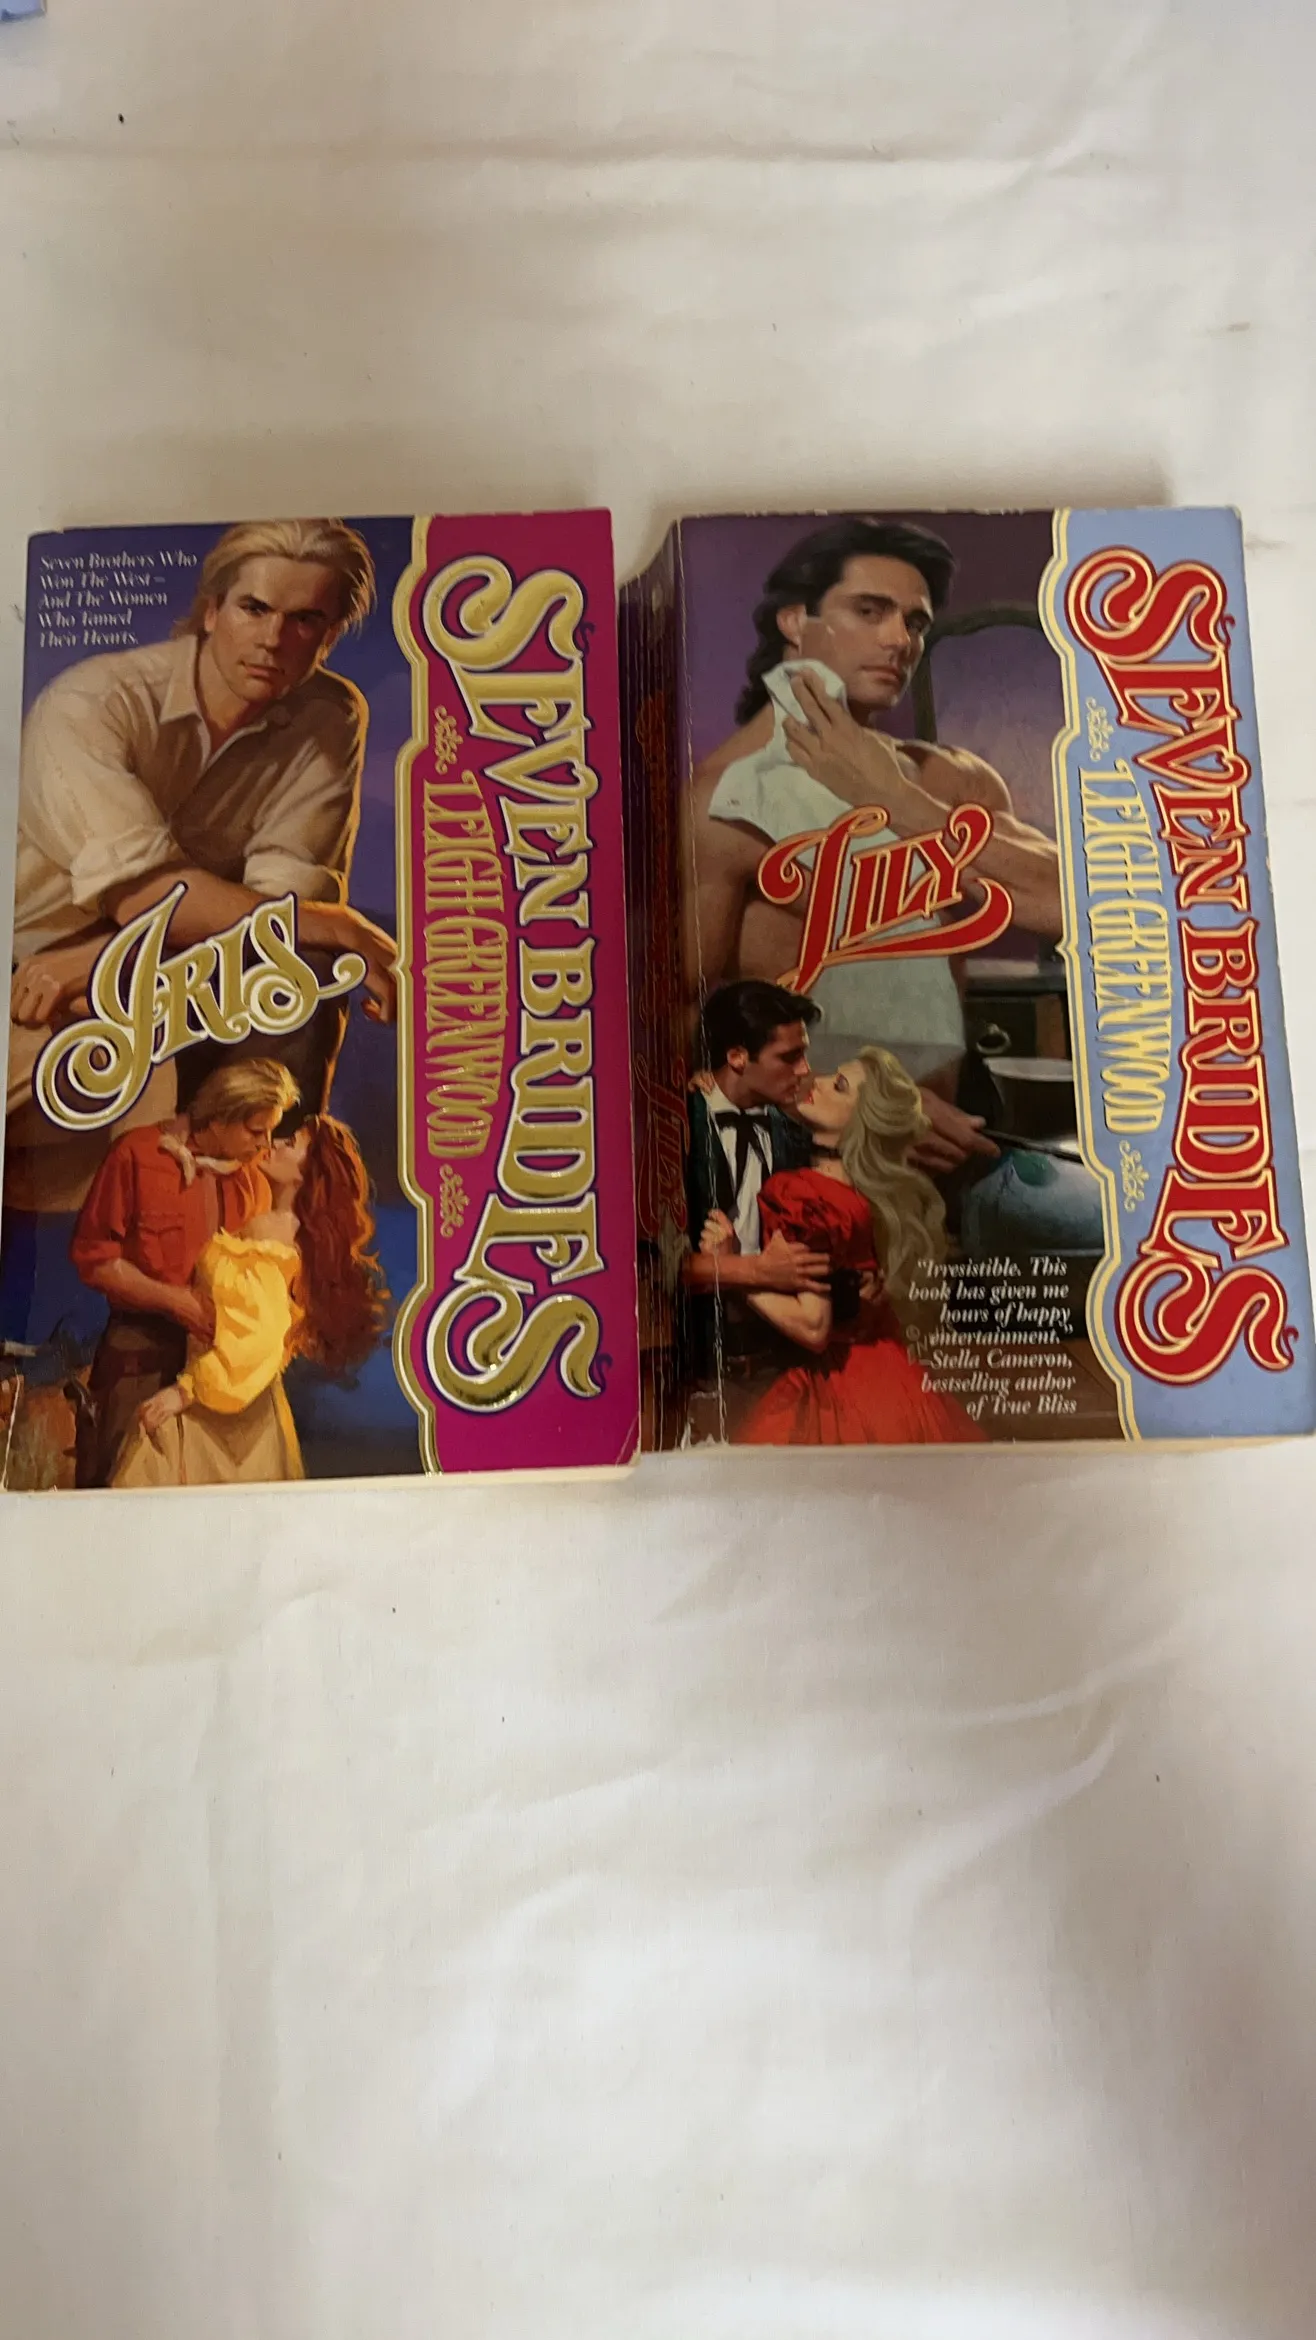 Seven Brothers Who
Won The West –
And The Women
Who Tamed
Their Hearts.
IRIS
SEVEN BRIDES
LEIGH GREENWOOD
LILY
"Irresistible. This
book has given me
hours of happy
entertainment."
–Stella Cameron,
bestselling author
of True Bliss
SEVEN BRIDES
LEIGH GREENWOOD
LILY